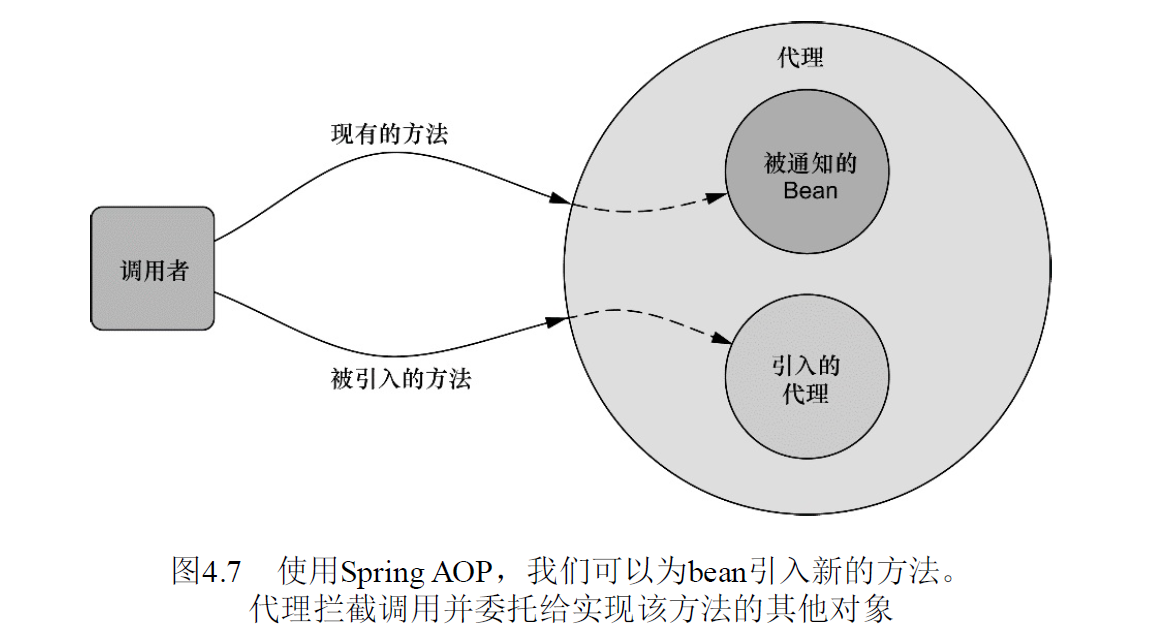 代理
现有的方法
被通知的
Bean
调用者
引入的
代理
被引入的方法
图4.7 使用Spring AOP，我们可以为bean引入新的方法。
代理拦截调用并委托给实现该方法的其他对象